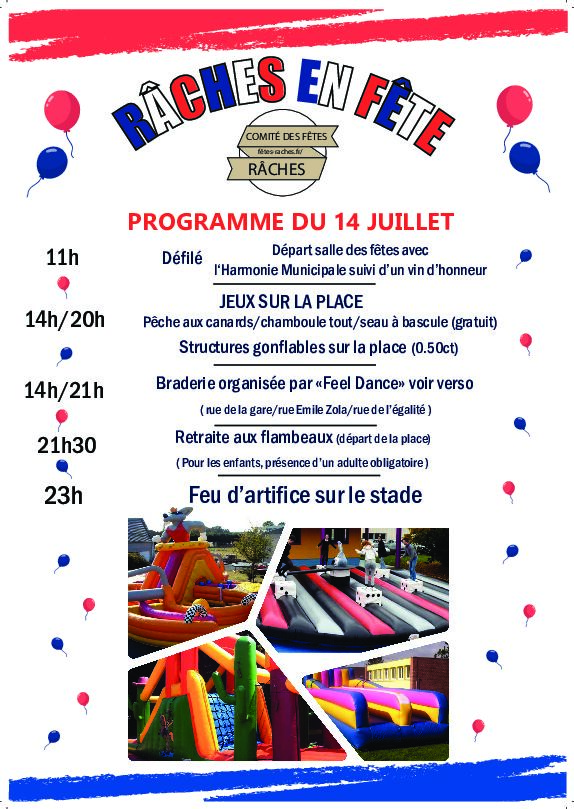 RÂCHES EN FÊTE
COMITÉ DES FÊTES
fêtes-raches.fr/
RÂCHES
PROGRAMME DU 14 JUILLET
11h
Défilé
Départ salle des fêtes avec
l'Harmonie Municipale suivi d'un vin d'honneur
14h/20h
JEUX SUR LA PLACE
Pêche aux canards/chamboule tout/seau à bascule (gratuit)
Structures gonflables sur la place (0.50ct)
14h/21h
Braderie organisée par «Feel Dance» voir verso
( rue de la gare/rue Emile Zola/rue de l'égalité )
21h30
Retraite aux flambeaux (départ de la place)
( Pour les enfants, présence d'un adulte obligatoire )
23h
Feu d'artifice sur le stade